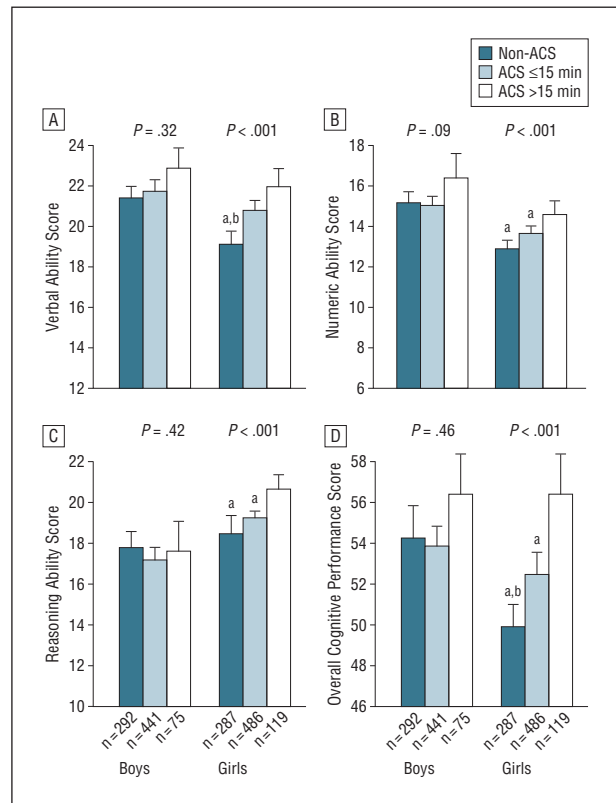 Non-ACS
ACS ≤15 min
ACS >15 min
A
P = .32
P < .001
24
22
20
18
16
14
12
Verbal Ability Score
a,b
B
P = .09
P < .001
18
16
14
12
10
8
6
Numeric Ability Score
a
a
C
P = .42
P < .001
22
20
18
16
14
12
10
Reasoning Ability Score
a
a
n=292
n=441
n=75
n=287
n=486
n=119
Boys
Girls
D
P = .46
P < .001
58
56
54
52
50
48
46
Overall Cognitive Performance Score
a,b
a
n=292
n=441
n=75
n=287
n=486
n=119
Boys
Girls